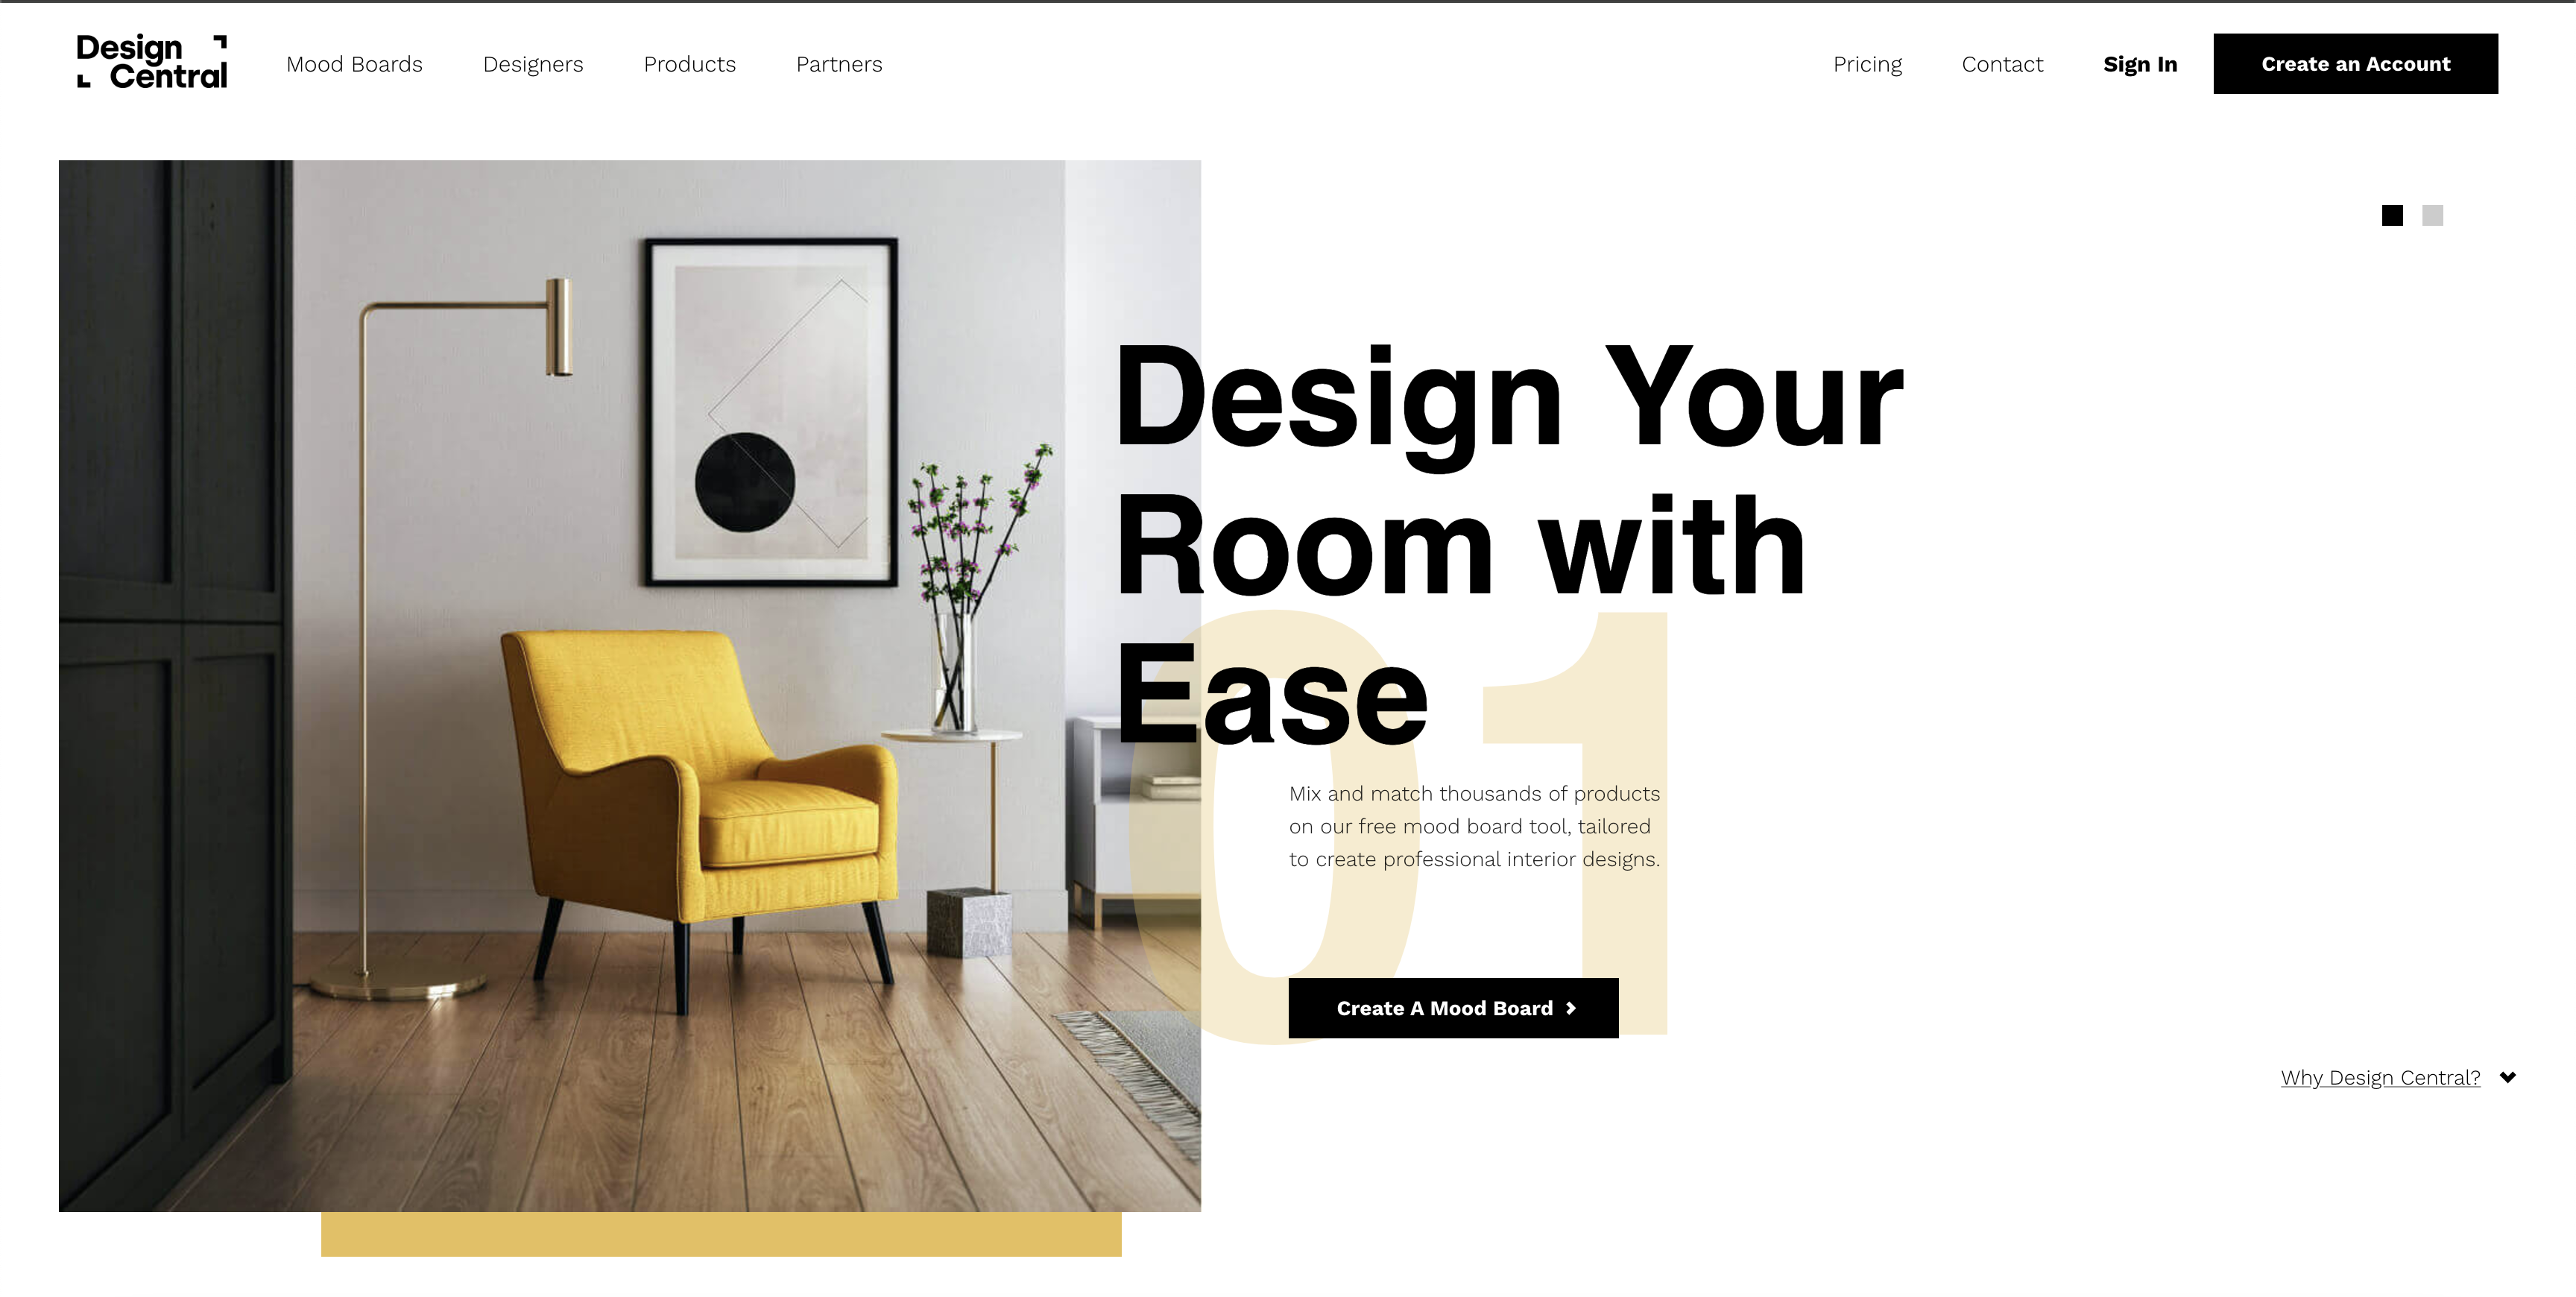 Design
Central
Mood Boards
Designers
Products
Partners
Pricing
Contact
Sign In
Create an Account
Design Your
Room with
Ease
01
Mix and match thousands of products
on our free mood board tool, tailored
to create professional interior designs.
Create A Mood Board
Why Design Central?